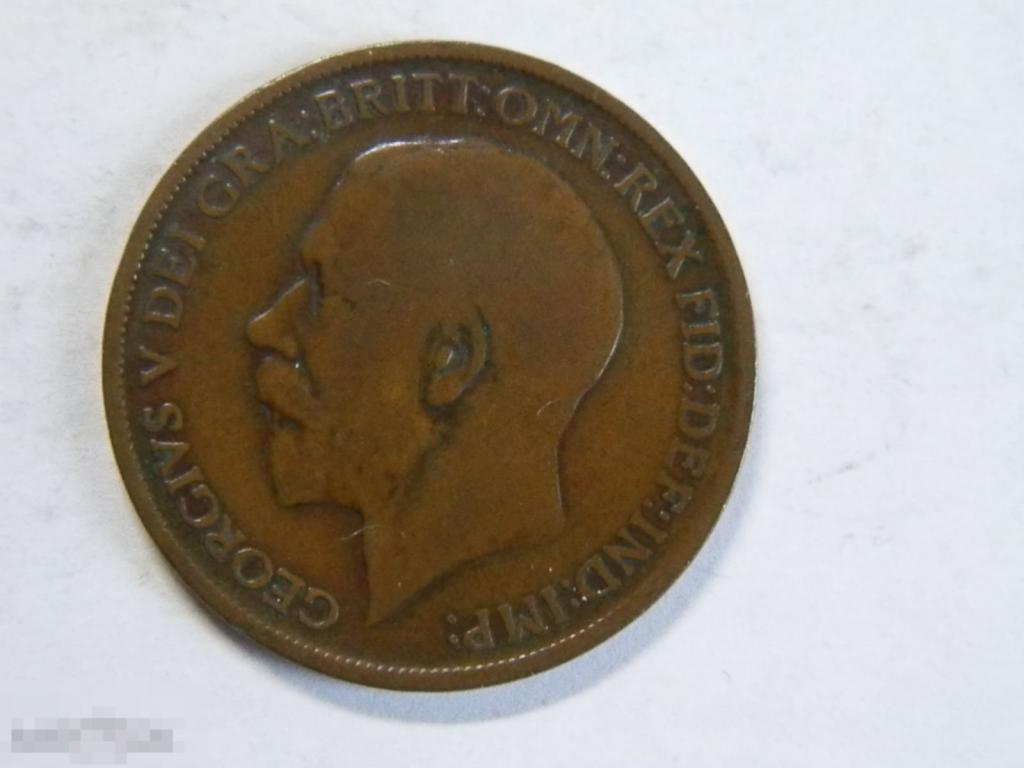 GEORGIVS V DEI GRA: BRITT: OMN: REX FID: DEF: IND: IMP: